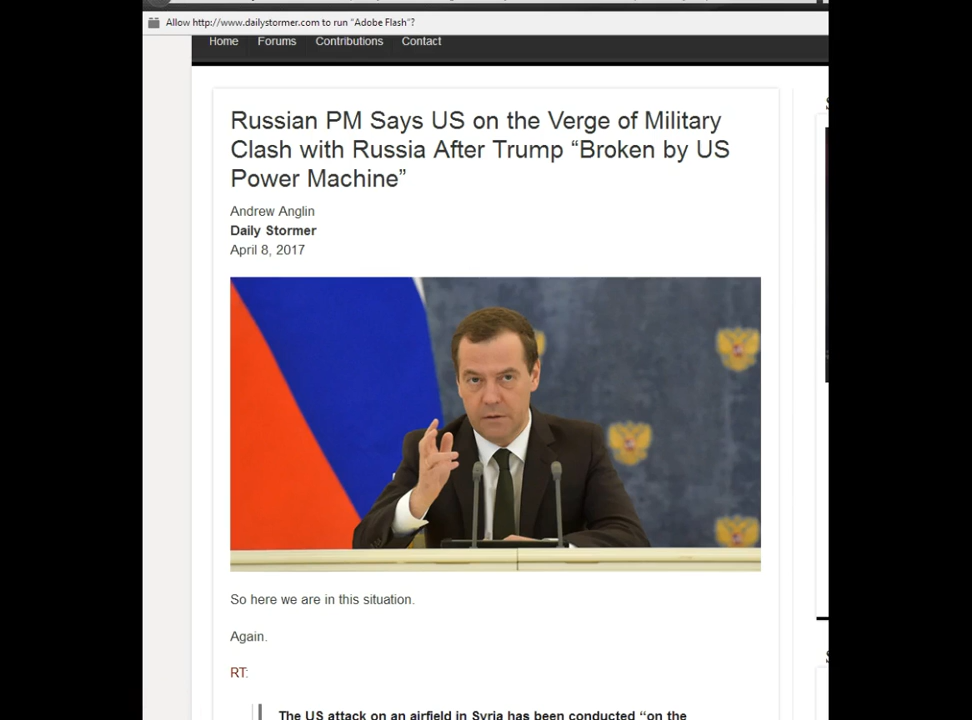 Allow http://www.dailystormer.com to run “Adobe Flash”?
Home Forums Contributions Contact
Russian PM Says US on the Verge of Military
Clash with Russia After Trump “Broken by US
Power Machine”
Andrew Anglin
Daily Stormer
April 8, 2017
So here we are in this situation.
Again.
RT:
The US attack on an airfield in Syria has been conducted “on the